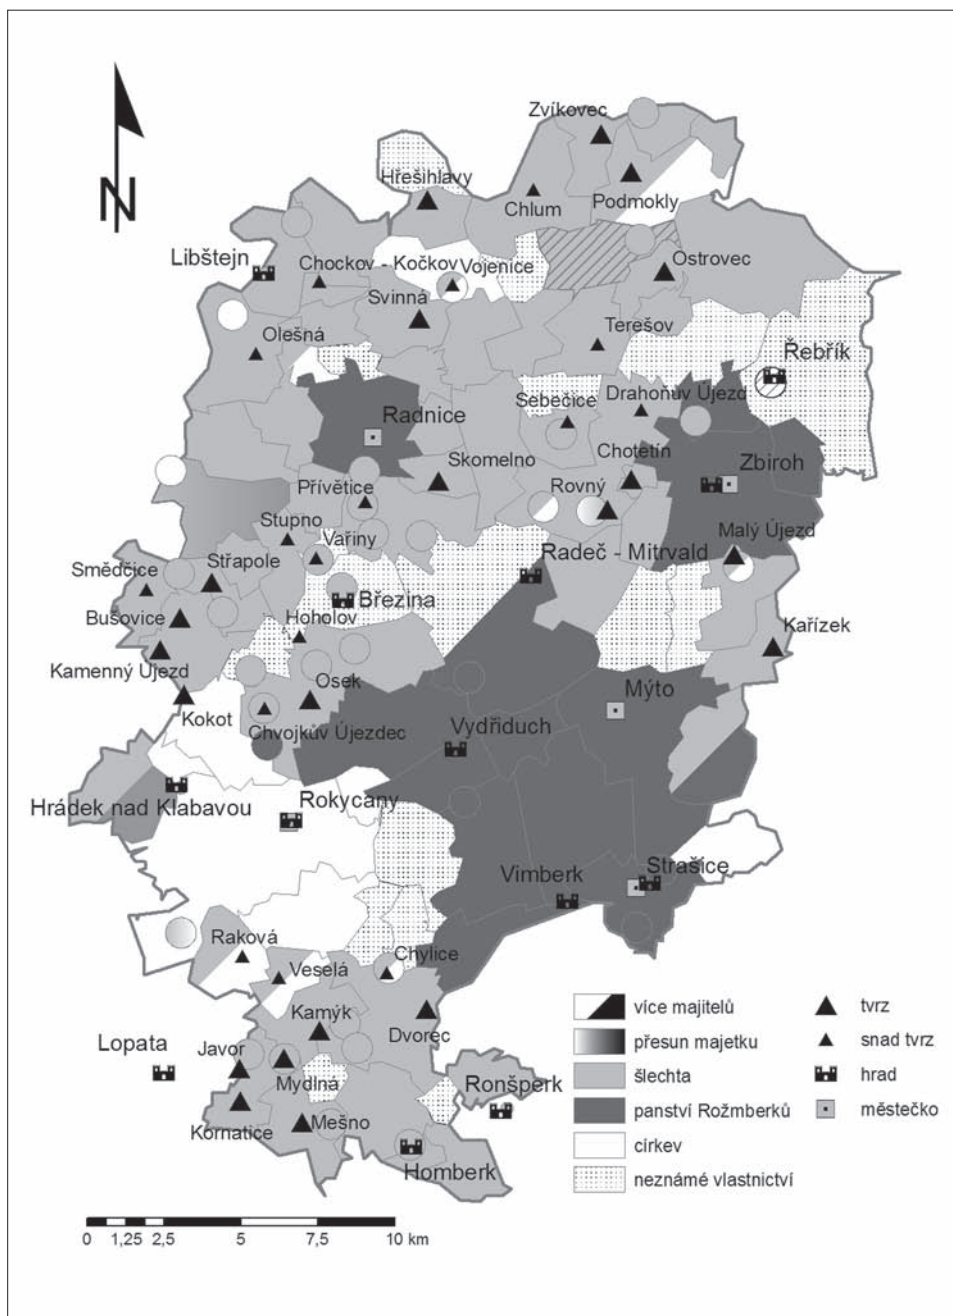 Zvíkovec
N
Hřešihlavy
Chlum
Podmokly
Libštejn
Chockov - Kočkov
Vojenice
Ostrovec
Svinná
Olešná
Terešov
Řebřík
Radnice
Sebečice
Drahoňův Újezd
Skomelno
Chotetín
Zbiroh
Přívětice
Rovný
Stupno
Vařiny
Radeč - Mitrvald
Malý Újezd
Smědčice
Střapole
Bušovice
Hoholov
Březina
Kařízek
Kamenný Újezd
Osek
Mýto
Kokot
Chvojkův Újezdec
Vydřiduch
Hrádek nad Klabavou
Rokycany
Vimberk
Strašice
Raková
Veselá
Chylice
Kamýk
Dvorec
Lopata
Javor
Mydlná
Ronšperk
Kornatice
Mešno
Homberk
více majitelů
přesun majetku
šlechta
panství Rožmberků
církev
neznámé vlastnictví
tvrz
snad tvrz
hrad
městečko
0 1,25 2,5 5 7,5 10 km